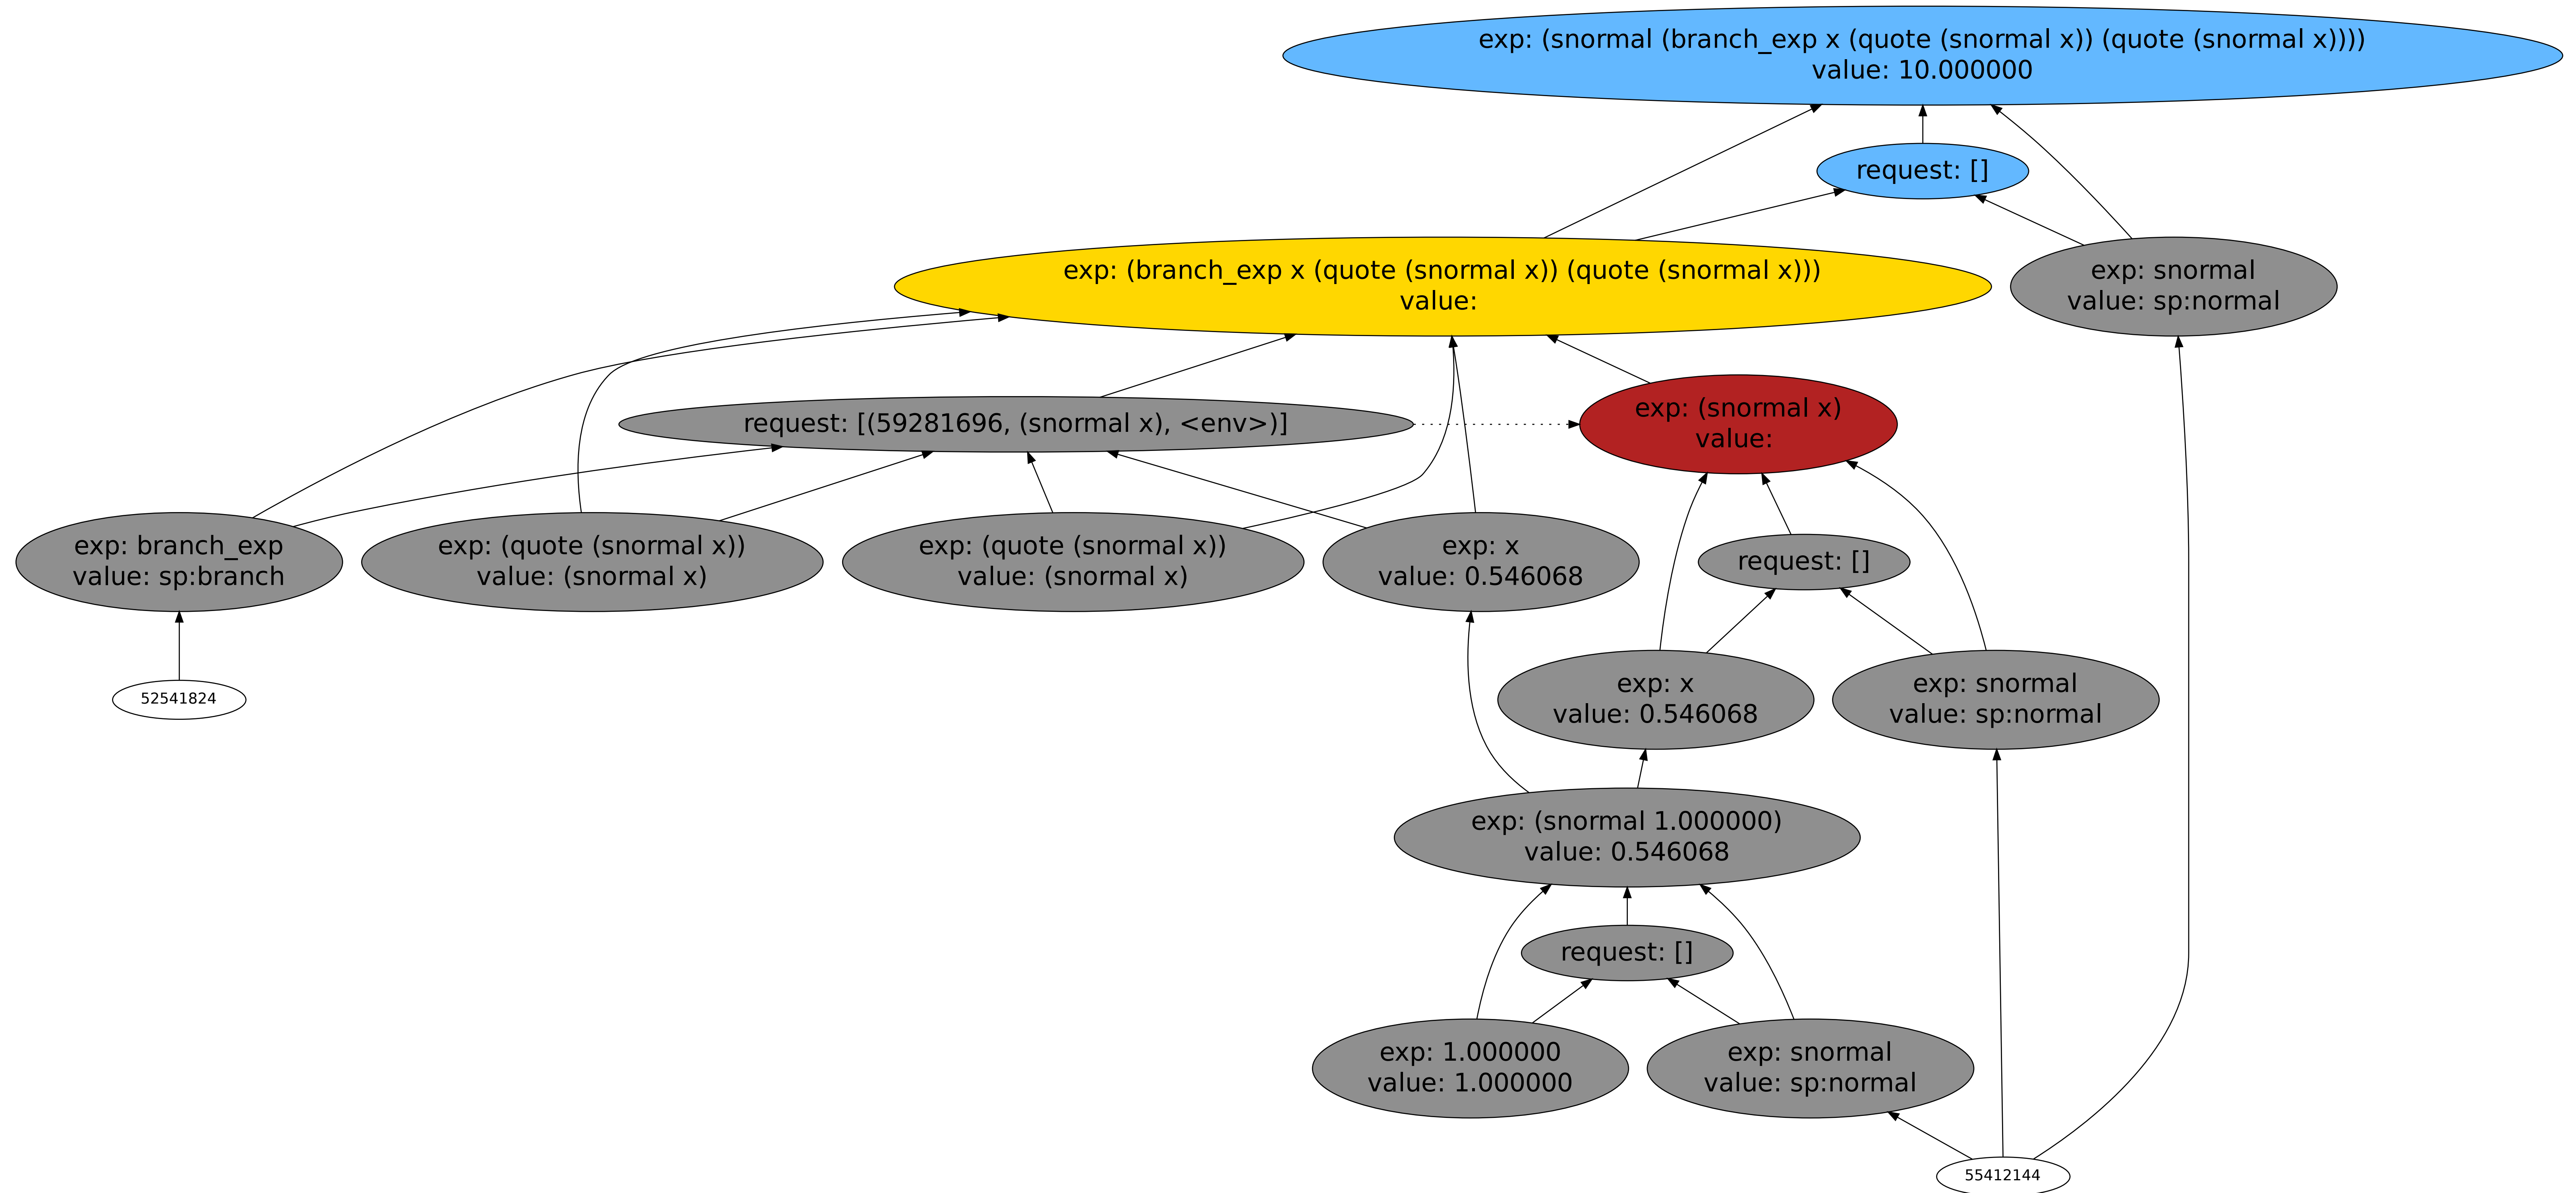 exp: (snormal (branch_exp x (quote (snormal x)) (quote (snormal x))))
value: 10.000000
request: []
exp: (branch_exp x (quote (snormal x)) (quote (snormal x)))
value:
exp: snormal
value: sp:normal
request: [(59281696, (snormal x), <env>)]
exp: (snormal x)
value:
exp: branch_exp
value: sp:branch
exp: (quote (snormal x))
value: (snormal x)
exp: (quote (snormal x))
value: (snormal x)
exp: x
value: 0.546068
request: []
52541824
exp: x
value: 0.546068
exp: snormal
value: sp:normal
exp: (snormal 1.000000)
value: 0.546068
request: []
exp: 1.000000
value: 1.000000
exp: snormal
value: sp:normal
55412144